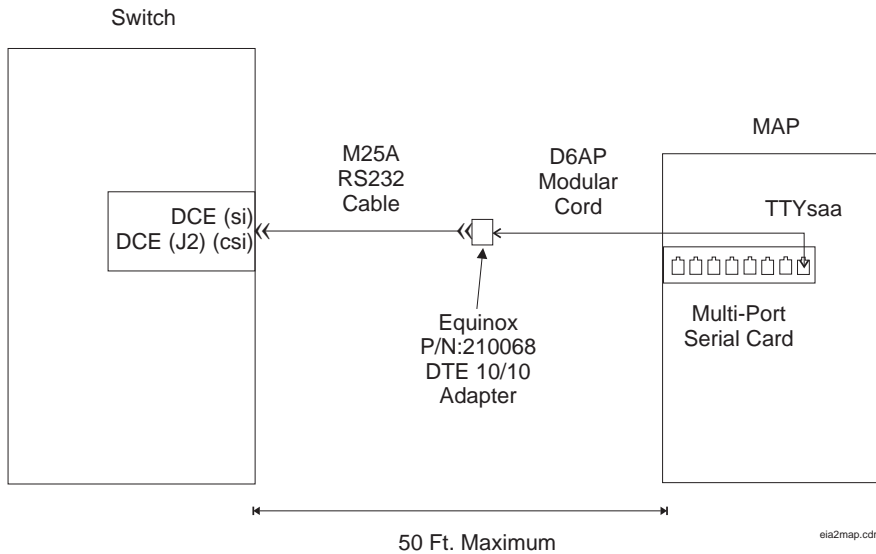 Switch
MAP
M25A
RS232
Cable
D6AP
Modular
Cord
TTYsaa
DCE (si)
DCE (J2) (csi)
Equinox
P/N:210068
DTE 10/10
Adapter
Multi-Port
Serial Card
50 Ft. Maximum
eia2map.cdr